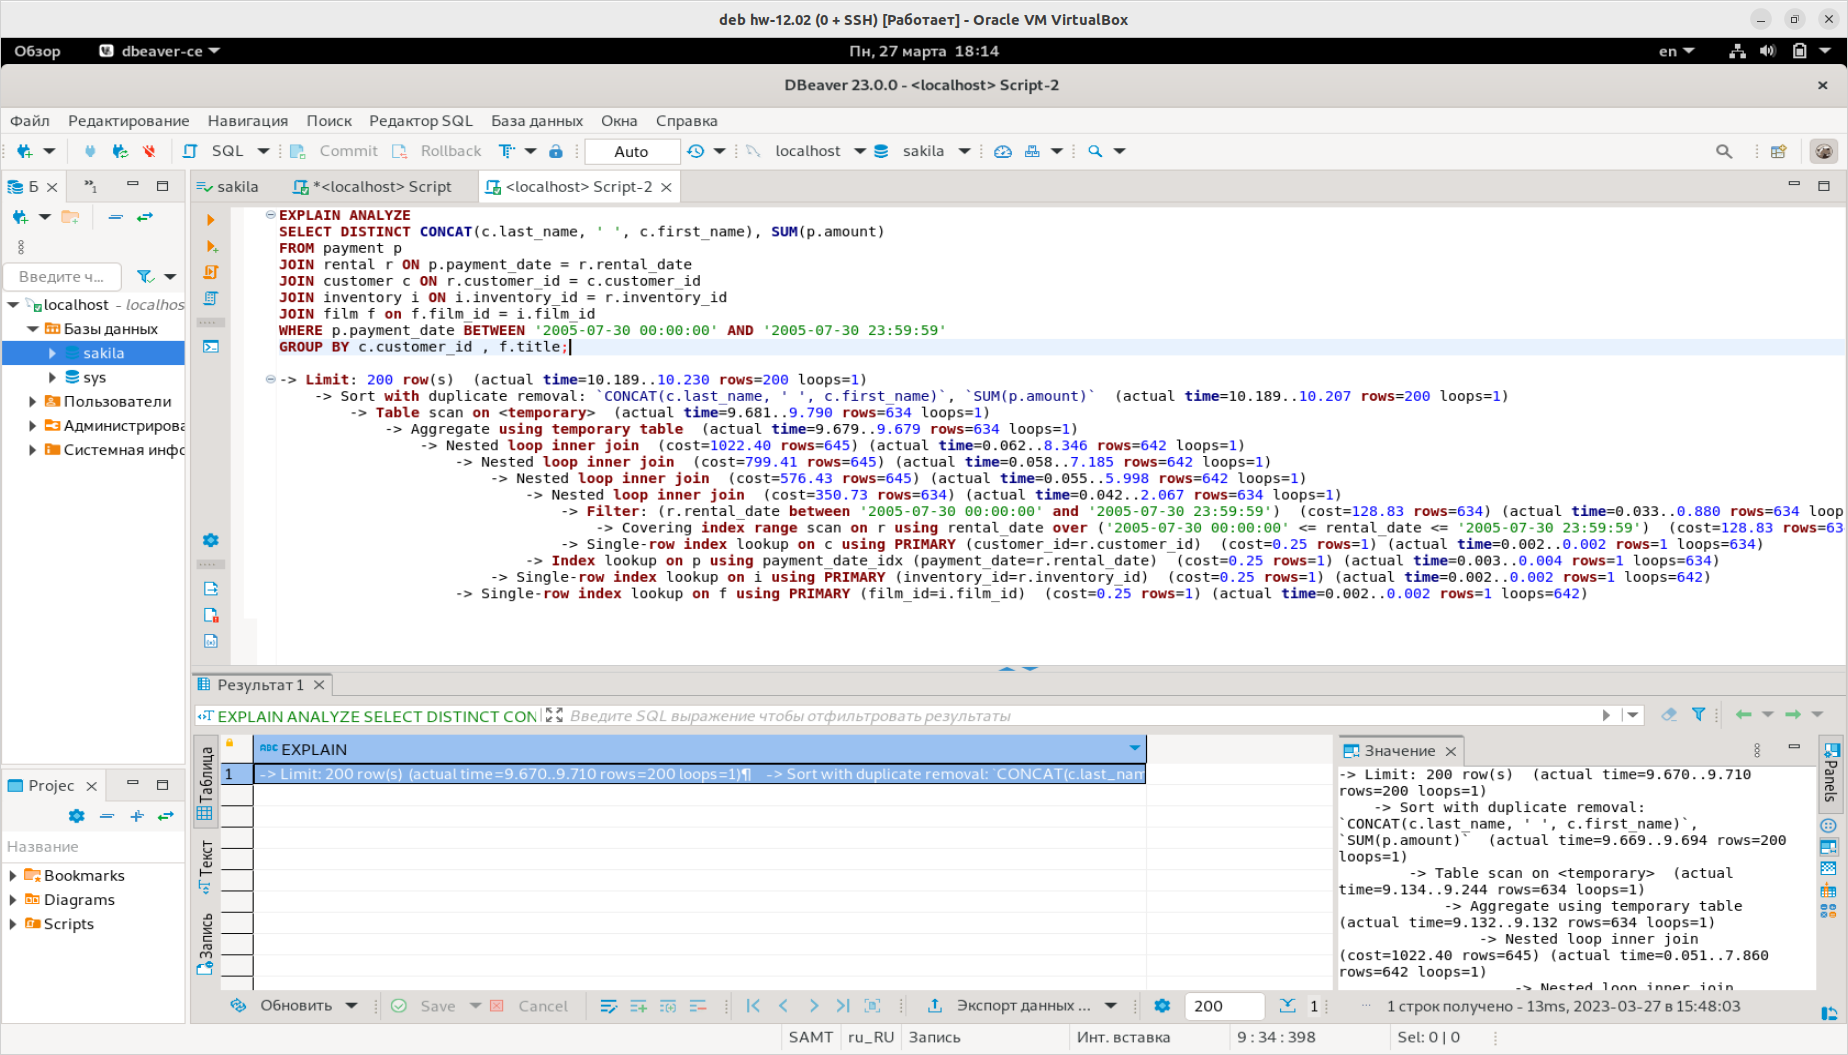 deb hw-12.02 (0 + SSH) [Работает] - Oracle VM VirtualBox
Обзор dbeaver-ce Пн, 27 марта 18:14 en
DBeaver 23.0.0 - <localhost> Script-2
Файл Редактирование Навигация Поиск Редактор SQL База данных Окна Справка
SQL Commit Rollback Auto localhost sakila
Б sakila *<localhost> Script <localhost> Script-2
Введите ч...
localhost - localhos
Базы данных
sakila
sys
Пользователи
Администрирова
Системная инфо
EXPLAIN ANALYZE
SELECT DISTINCT CONCAT(c.last_name, ' ', c.first_name), SUM(p.amount)
FROM payment p
JOIN rental r ON p.payment_date = r.rental_date
JOIN customer c ON r.customer_id = c.customer_id
JOIN inventory i ON i.inventory_id = r.inventory_id
JOIN film f on f.film_id = i.film_id
WHERE p.payment_date BETWEEN '2005-07-30 00:00:00' AND '2005-07-30 23:59:59'
GROUP BY c.customer_id , f.title;
-> Limit: 200 row(s)  (actual time=10.189..10.230 rows=200 loops=1)
-> Sort with duplicate removal: `CONCAT(c.last_name, ' ', c.first_name)`, `SUM(p.amount)`  (actual time=10.189..10.207 rows=200 loops=1)
-> Table scan on <temporary>  (actual time=9.681..9.790 rows=634 loops=1)
-> Aggregate using temporary table  (actual time=9.679..9.679 rows=634 loops=1)
-> Nested loop inner join  (cost=1022.40 rows=645) (actual time=0.062..8.346 rows=642 loops=1)
-> Nested loop inner join  (cost=799.41 rows=645) (actual time=0.058..7.185 rows=642 loops=1)
-> Nested loop inner join  (cost=576.43 rows=645) (actual time=0.055..5.998 rows=642 loops=1)
-> Nested loop inner join  (cost=350.73 rows=634) (actual time=0.042..2.067 rows=634 loops=1)
-> Filter: (r.rental_date between '2005-07-30 00:00:00' and '2005-07-30 23:59:59')  (cost=128.83 rows=634) (actual time=0.033..0.880 rows=634 loop
-> Covering index range scan on r using rental_date over ('2005-07-30 00:00:00' <= rental_date <= '2005-07-30 23:59:59')  (cost=128.83 rows=63
-> Single-row index lookup on c using PRIMARY (customer_id=r.customer_id)  (cost=0.25 rows=1) (actual time=0.002..0.002 rows=1 loops=634)
-> Index lookup on p using payment_date_idx (payment_date=r.rental_date)  (cost=0.25 rows=1) (actual time=0.003..0.004 rows=1 loops=634)
-> Single-row index lookup on i using PRIMARY (inventory_id=r.inventory_id)  (cost=0.25 rows=1) (actual time=0.002..0.002 rows=1 loops=642)
-> Single-row index lookup on f using PRIMARY (film_id=i.film_id)  (cost=0.25 rows=1) (actual time=0.002..0.002 rows=1 loops=642)
Projec
Название
Bookmarks
Diagrams
Scripts
Результат 1
EXPLAIN ANALYZE SELECT DISTINCT CON Введите SQL выражение чтобы отфильтровать результаты
Таблица
Текст
Запись
ABC EXPLAIN
1 -> Limit: 200 row(s)  (actual time=9.670..9.710 rows=200 loops=1)¶    -> Sort with duplicate removal: `CONCAT(c.last_nam
Значение
Panels
-> Limit: 200 row(s)  (actual time=9.670..9.710
rows=200 loops=1)
-> Sort with duplicate removal:
`CONCAT(c.last_name, ' ', c.first_name)`,
`SUM(p.amount)`  (actual time=9.669..9.694 rows=200
loops=1)
-> Table scan on <temporary>  (actual
time=9.134..9.244 rows=634 loops=1)
-> Aggregate using temporary table
(actual time=9.132..9.132 rows=634 loops=1)
-> Nested loop inner join
(cost=1022.40 rows=645) (actual time=0.051..7.860
rows=642 loops=1)
-> Nested loop inner join
Обновить Save Cancel Экспорт данных ... 200 1 1 строк получено - 13ms, 2023-03-27 в 15:48:03
SAMT ru_RU Запись Инт. вставка 9 : 34 : 398 Sel: 0 | 0